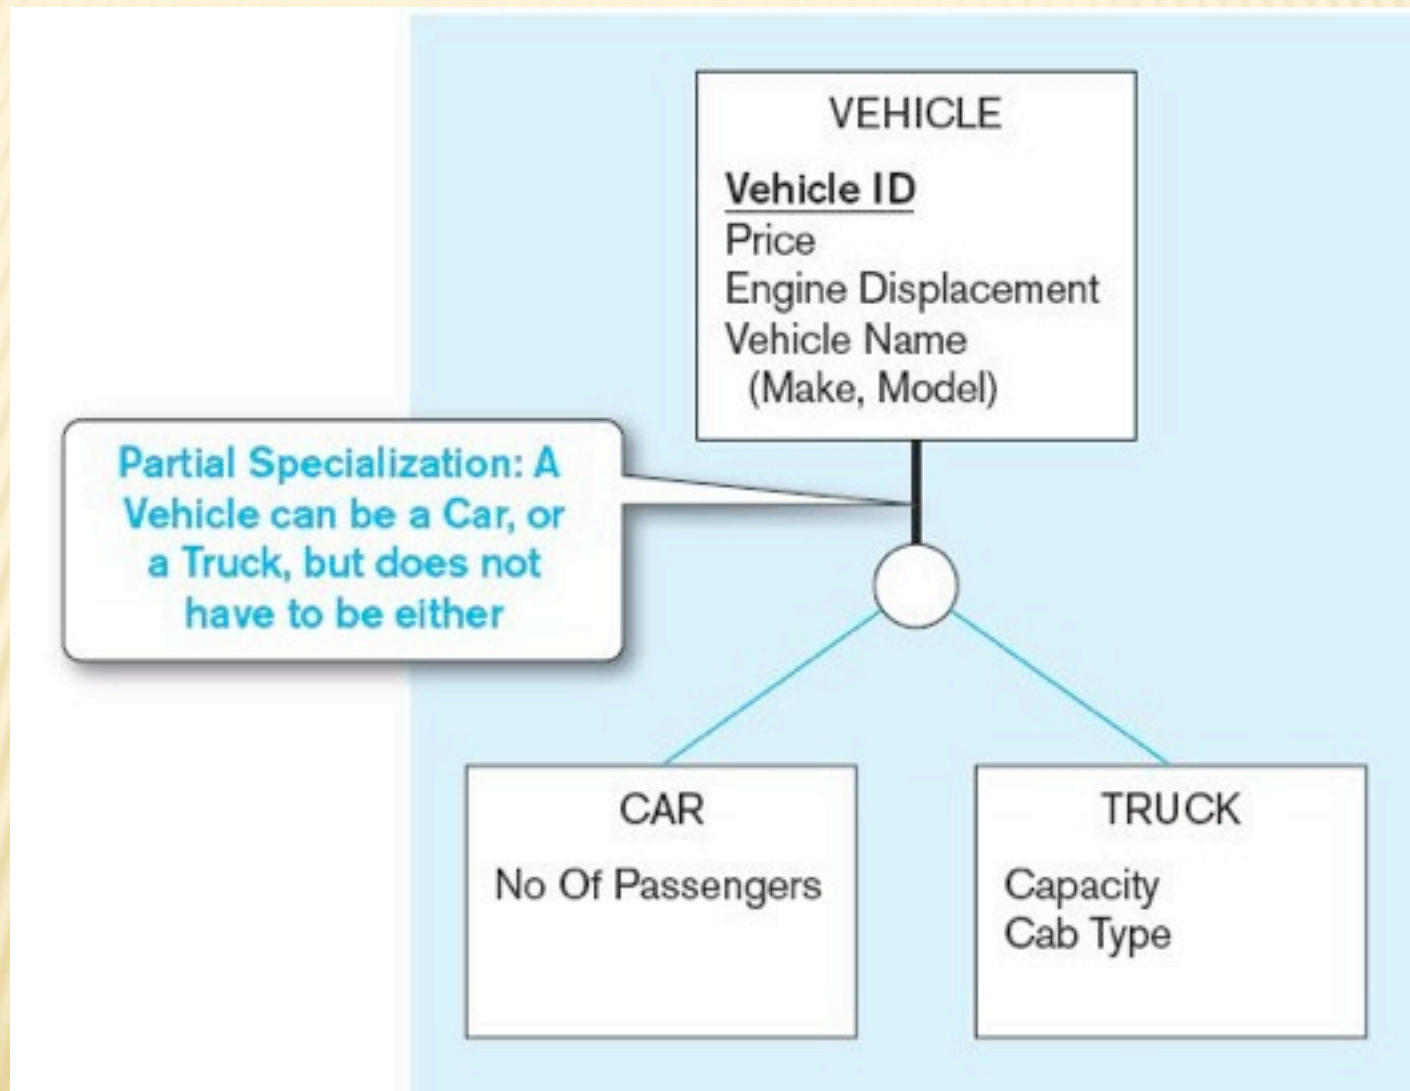 VEHICLE
Vehicle ID
Price
Engine Displacement
Vehicle Name
(Make, Model)
Partial Specialization: A
Vehicle can be a Car, or
a Truck, but does not
have to be either
CAR
No Of Passengers
TRUCK
Capacity
Cab Type